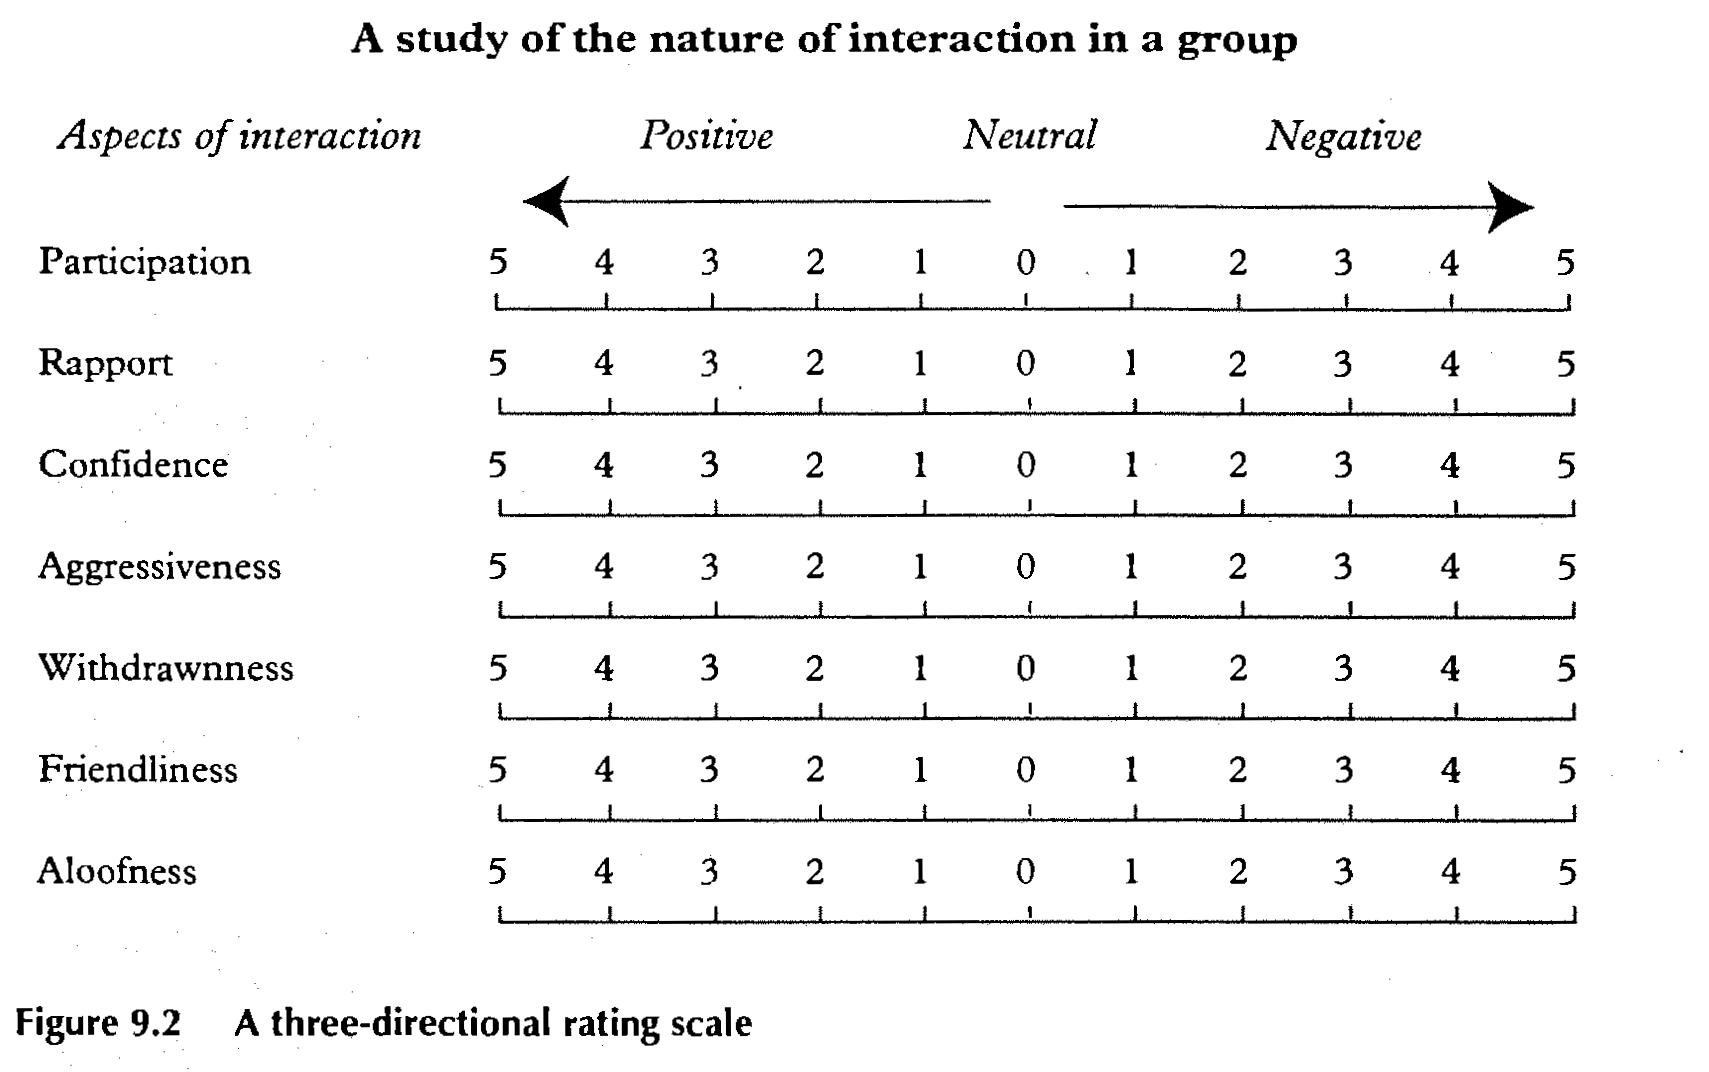 A study of the nature of interaction in a group
Aspects of interaction Positive Neutral Negative
Participation 5 4 3 2 1 0 1 2 3 4 5
Rapport 5 4 3 2 1 0 1 2 3 4 5
Confidence 5 4 3 2 1 0 1 2 3 4 5
Aggressiveness 5 4 3 2 1 0 1 2 3 4 5
Withdrawnness 5 4 3 2 1 0 1 2 3 4 5
Friendliness 5 4 3 2 1 0 1 2 3 4 5
Aloofness 5 4 3 2 1 0 1 2 3 4 5
Figure 9.2 A three-directional rating scale